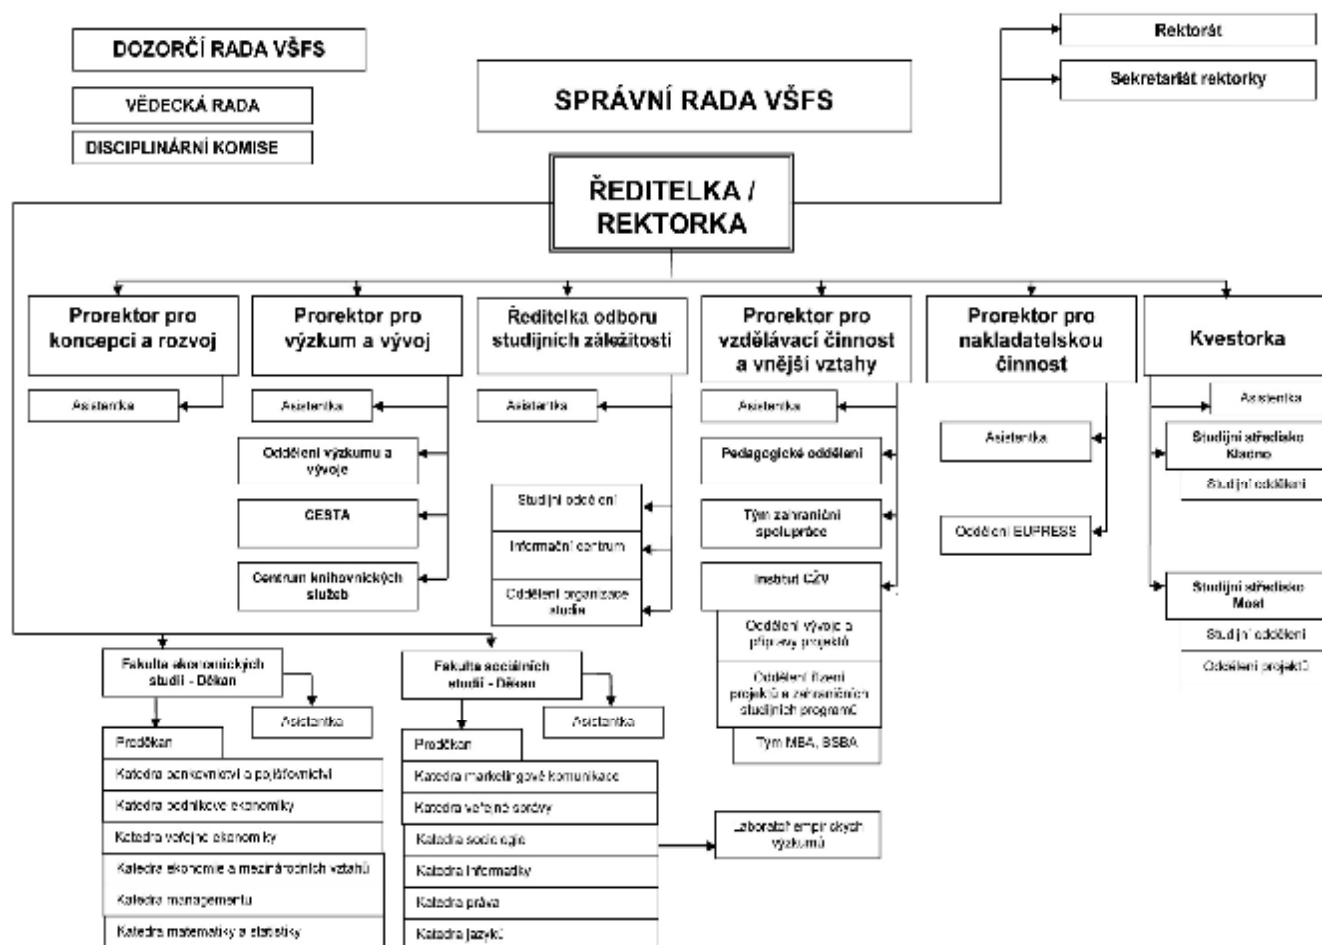 DOZORČÍ RADA VŠFS
VĚDECKÁ RADA
DISCIPLINÁRNÍ KOMISE
SPRÁVNÍ RADA VŠFS
Rektorát
Sekretariát rektorky
ŘEDITELKA /
REKTORKA
Prorektor pro
koncepci a rozvoj
Asistentka
Prorektor pro
výzkum a vývoj
Asistentka
Oddělení výzkumu a
vývoje
CESTA
Centrum knihovnických
služeb
Ředitelka odboru
studijních záležitostí
Asistentka
Studijní oddělení
Informační centrum
Oddělení organizace
studia
Prorektor pro
vzdělávací činnost
a vnější vztahy
Asistentka
Pedagogické oddělení
Tým zahraniční
spolupráce
Institut CŽV
Oddělení vývoje a
přípravy projektů
Oddělení řízení
projektů a zahraničních
studijních programů
Tým MBA, BSBA
Prorektor pro
nakladatelskou
činnost
Asistentka
Oddělení EUPRESS
Kvestorka
Asistentka
Studijní středisko
Kladno
Studijní oddělení
Studijní středisko
Most
Studijní oddělení
Oddělení projektů
Fakulta ekonomických
studií - Děkan
Asistentka
Proděkan
Katedra bankovnictví a pojišťovnictví
Katedra podnikové ekonomiky
Katedra veřejné ekonomiky
Katedra ekonomie a mezinárodních vztahů
Katedra managementu
Katedra matematiky a statistiky
Fakulta sociálních
studií - Děkan
Asistentka
Proděkan
Katedra marketingové komunikace
Katedra veřejné správy
Katedra sociologie
Katedra informatiky
Katedra práva
Katedra jazyků
Laboratoř empirických
výzkumů